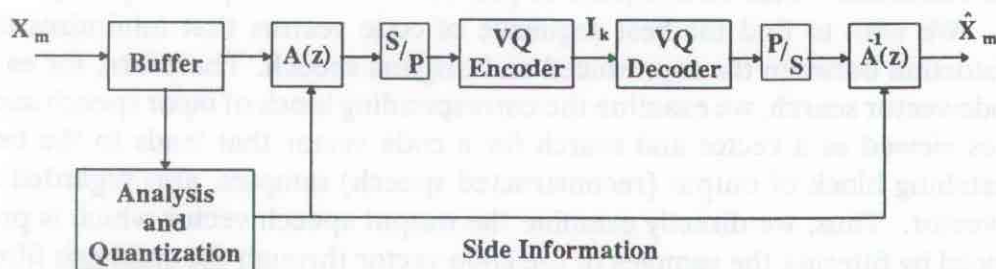 X_m
Buffer
A(z)
S/P
VQ
Encoder
I_k
VQ
Decoder
P/S
A^-1(z)
X̂_m
Analysis
and
Quantization
Side Information